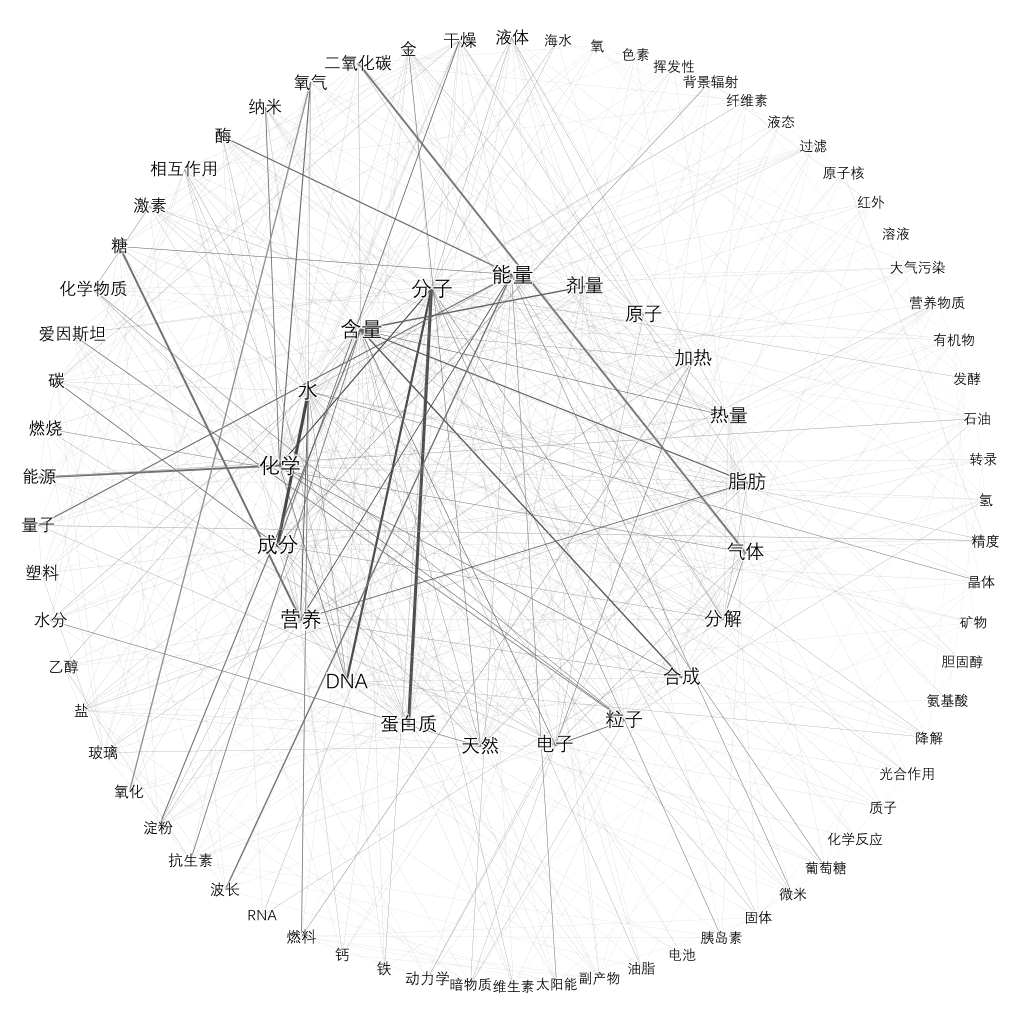 液体
海水
氧
色素
挥发性
背景辐射
纤维素
液态
过滤
原子核
红外
溶液
大气污染
营养物质
有机物
发酵
石油
转录
氢
精度
晶体
矿物
胆固醇
氨基酸
降解
光合作用
质子
化学反应
葡萄糖
微米
固体
胰岛素
电池
油脂
副产物
太阳能
维生素
暗物质
动力学
铁
钙
燃料
RNA
波长
抗生素
淀粉
氧化
玻璃
盐
乙醇
水分
塑料
量子
能源
燃烧
碳
爱因斯坦
化学物质
糖
激素
相互作用
酶
纳米
氧气
二氧化碳
金
干燥
能量
剂量
原子
加热
热量
脂肪
气体
分解
合成
粒子
电子
天然
蛋白质
DNA
营养
成分
化学
水
含量
分子